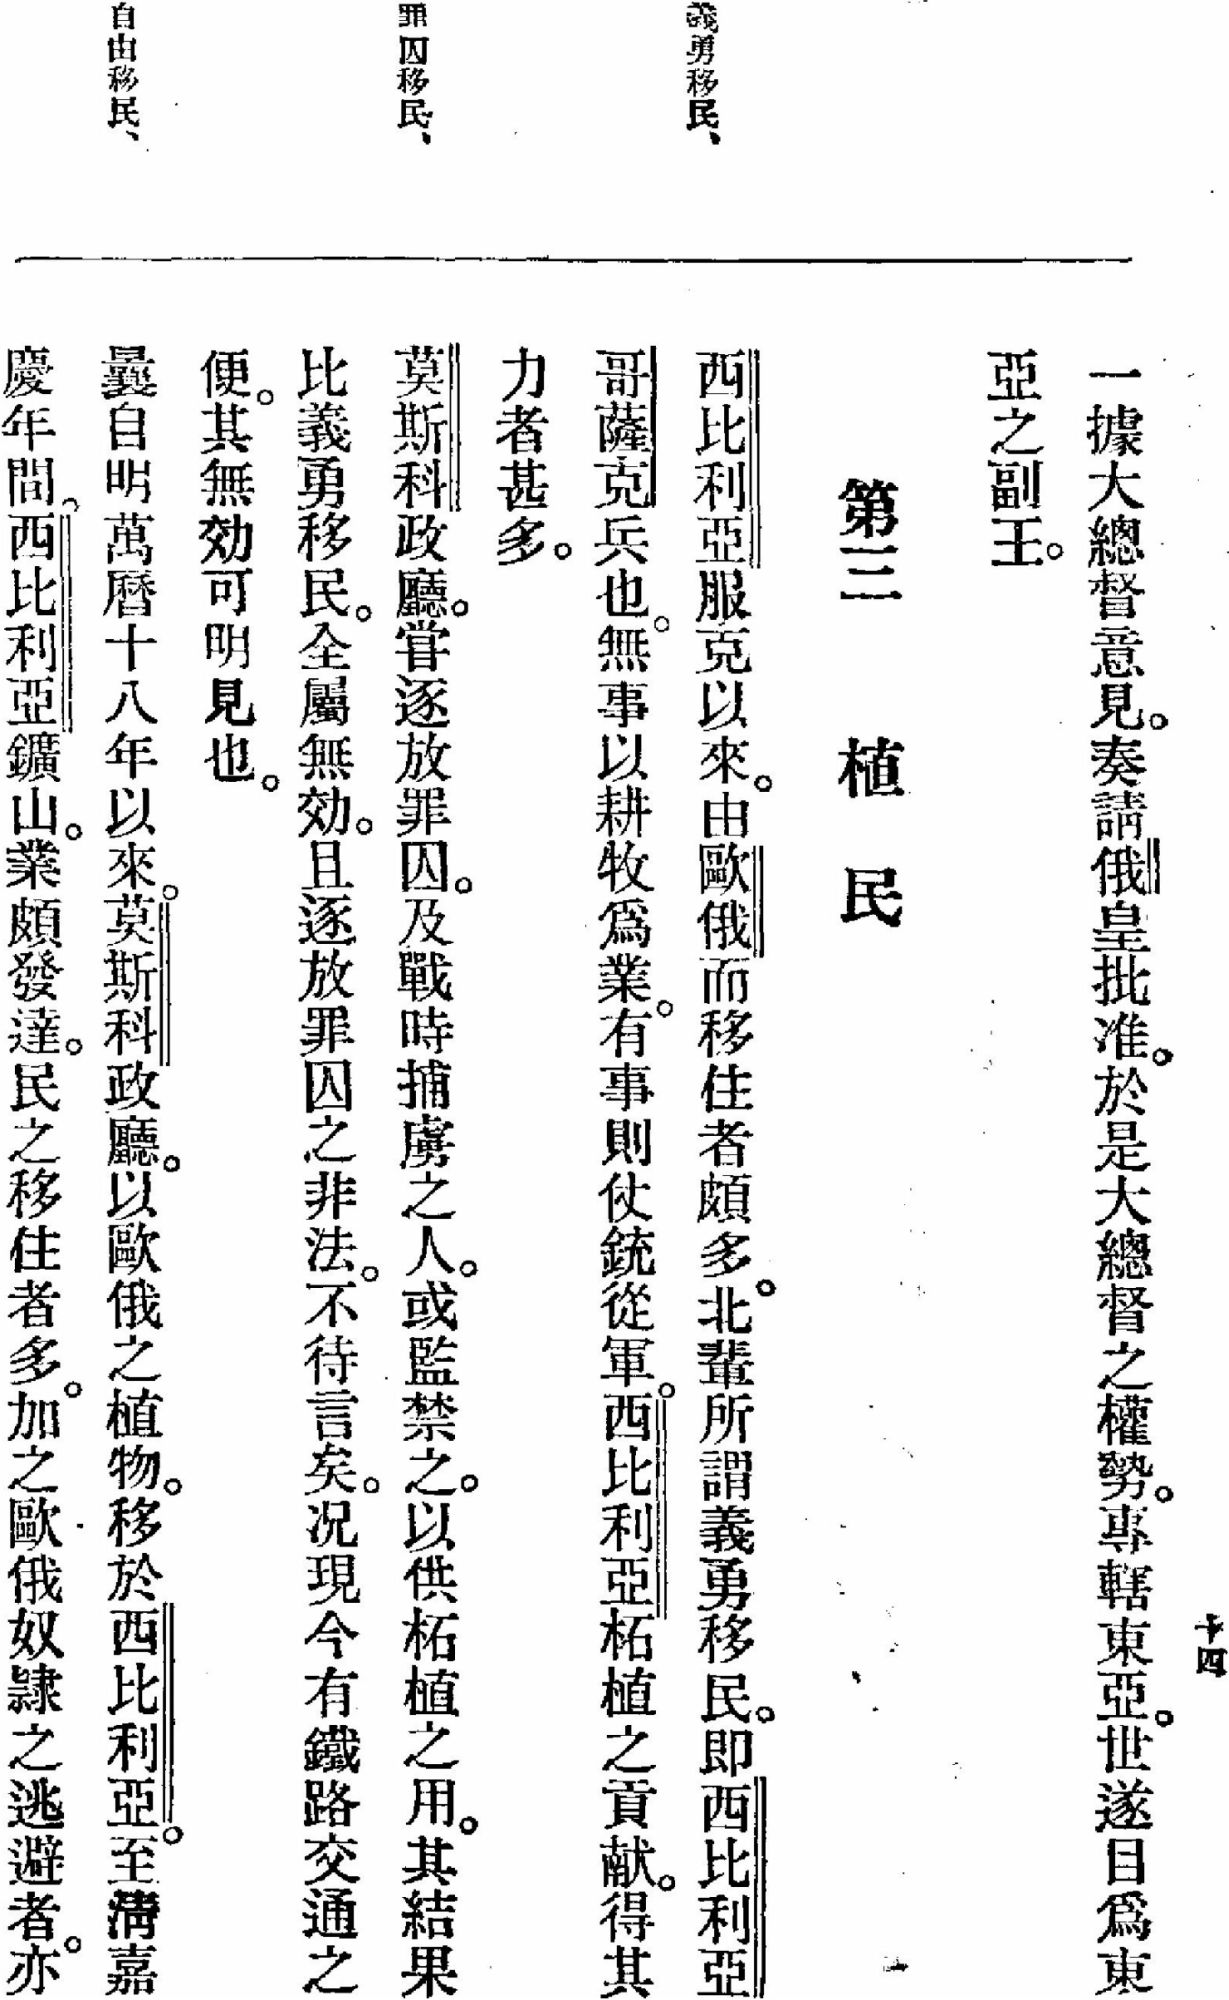 十四
一據大總督意見。奏請俄皇批准。於是大總督之權勢。專轄東亞。世遂目爲東
亞之副王。
第三　植民
義勇移民、
西比利亞服克以來。由歐俄而移住者頗多。北輩所謂義勇移民。即西比利亞
哥薩克兵也。無事以耕牧爲業。有事則仗銃從軍。西比利亞柘植之貢献。得其
力者甚多。
罪囚移民、
莫斯科政廳。甞逐放罪囚。及戰時捕虜之人。或監禁之。以供柘植之用。其結果
比義勇移民。全屬無効。且逐放罪囚之非法。不待言矣。况現今有鐵路交通之
便。其無効可明見也。
自由移民、
曩自明萬曆十八年以來。莫斯科政廳。以歐俄之植物。移於西比利亞。至清嘉
慶年間。西比利亞鑛山。業頗發達。民之移住者多。加之歐俄奴隸之逃避者。亦